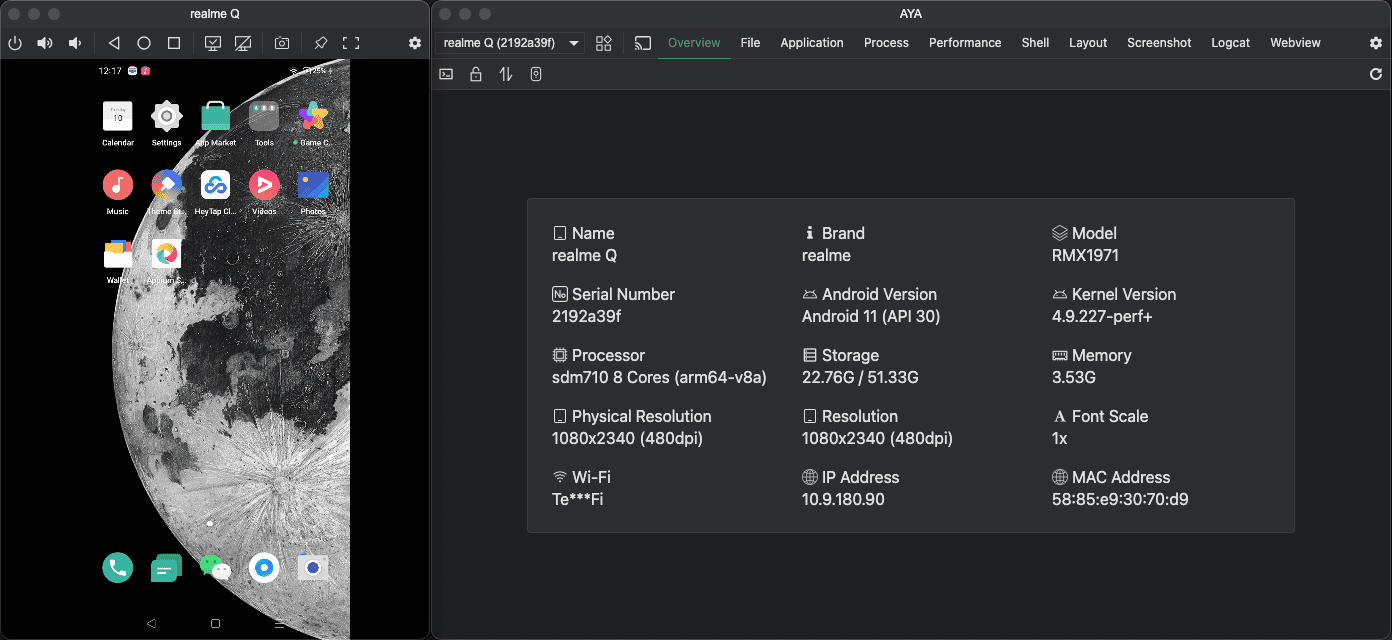 realme Q
12:17
25%
10
Calendar
Settings
App Market
Tools
Game C...
Music
Theme St...
HeyTap Cl...
Videos
Photos
Wallet
Appium S...
AYA
realme Q (2192a39f)
Overview File Application Process Performance Shell Layout Screenshot Logcat Webview
Name Brand Model
realme Q realme RMX1971
Serial Number Android Version Kernel Version
2192a39f Android 11 (API 30) 4.9.227-perf+
Processor Storage Memory
sdm710 8 Cores (arm64-v8a) 22.76G / 51.33G 3.53G
Physical Resolution Resolution Font Scale
1080x2340 (480dpi) 1080x2340 (480dpi) 1x
Wi-Fi IP Address MAC Address
Te***Fi 10.9.180.90 58:85:e9:30:70:d9